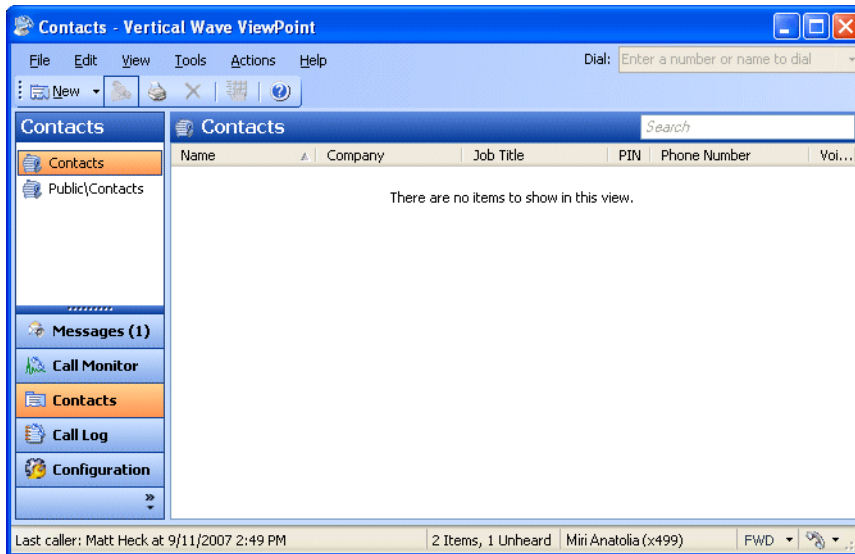 Contacts - Vertical Wave ViewPoint
File Edit View Tools Actions Help Dial: Enter a number or name to dial
New
Contacts
Contacts Search
Name Company Job Title PIN Phone Number Voi...
Contacts
Public\Contacts
There are no items to show in this view.
Messages (1)
Call Monitor
Contacts
Call Log
Configuration
Last caller: Matt Heck at 9/11/2007 2:49 PM 2 Items, 1 Unheard Miri Anatolia (x499) FWD